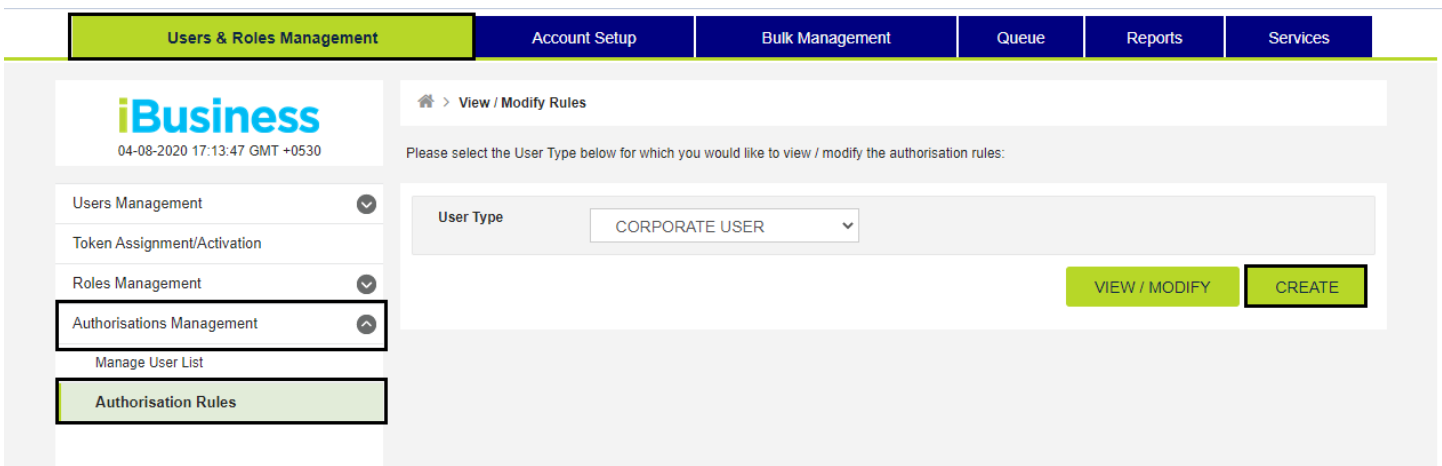 Users & Roles Management Account Setup Bulk Management Queue Reports Services
iBusiness
04-08-2020 17:13:47 GMT +0530
Users Management
Token Assignment/Activation
Roles Management
Authorisations Management
Manage User List
Authorisation Rules
> View / Modify Rules
Please select the User Type below for which you would like to view / modify the authorisation rules:
User Type CORPORATE USER
VIEW / MODIFY CREATE